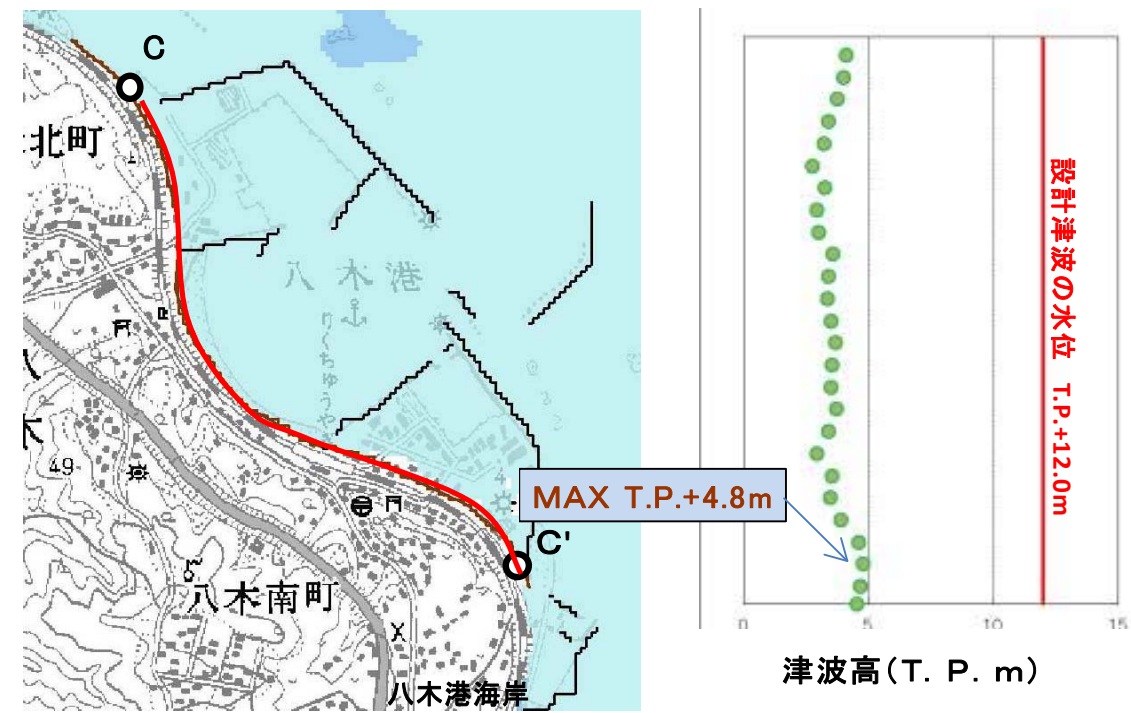 C
北町
八木港
りくちゅうや
木
49
八木南町
八木港海岸
C'
MAX T.P.+4.8m
設計津波の水位 T.P.+12.0m
0 5 10 15
津波高(T. P. m)